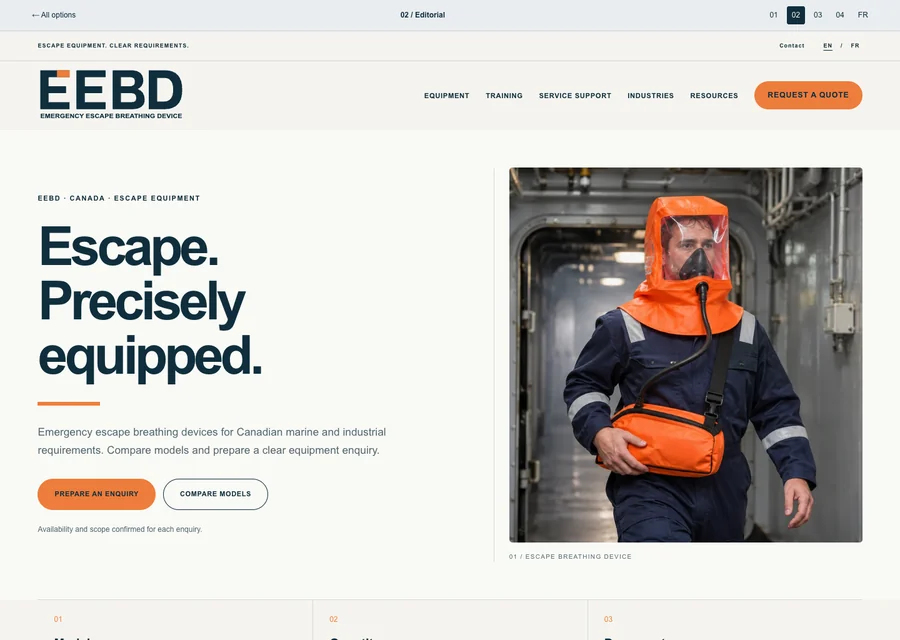 ← All options
02 / Editorial
01 02 03 04 FR
ESCAPE EQUIPMENT. CLEAR REQUIREMENTS.
Contact EN / FR
EEBD
EMERGENCY ESCAPE BREATHING DEVICE
EQUIPMENT TRAINING SERVICE SUPPORT INDUSTRIES RESOURCES REQUEST A QUOTE
EEBD · CANADA · ESCAPE EQUIPMENT
Escape.
Precisely
equipped.
Emergency escape breathing devices for Canadian marine and industrial
requirements. Compare models and prepare a clear equipment enquiry.
PREPARE AN ENQUIRY COMPARE MODELS
Availability and scope confirmed for each enquiry.
01 / ESCAPE BREATHING DEVICE
01 02 03